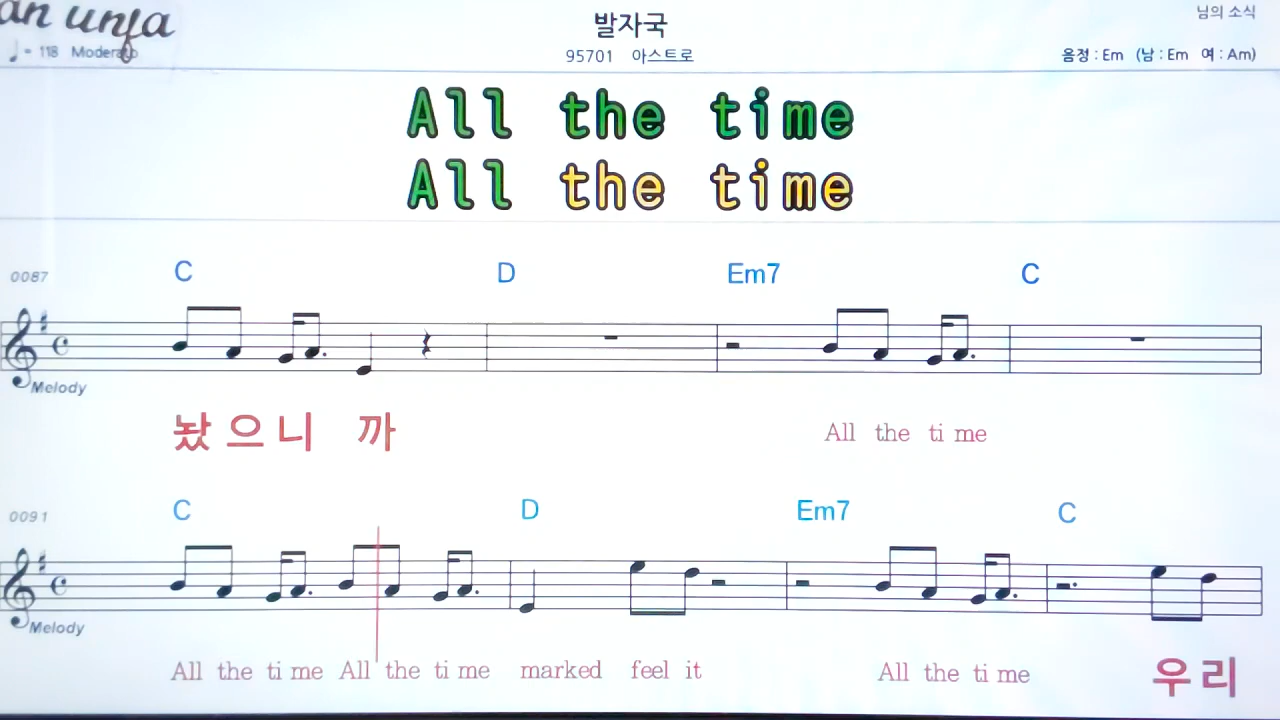 an unfa
님의 소식
발자국
♩= 118 Moderato
95701 아스트로
음정 : Em (남 : Em 여 : Am)
All the time
All the time
0087
C D Em7 C
Melody
놨으니 까 All the ti me
0091
C D Em7 C
Melody
All the ti me All the ti me marked feel it All the ti me 우리